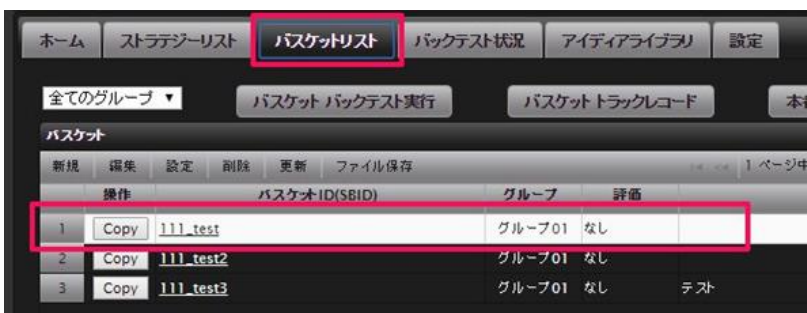 ホーム ストラテジーリスト バスケットリスト バックテスト状況 アイディアライブラリ 設定
全てのグループ ▼ バスケット バックテスト実行 バスケット トラックレコード
バスケット
新規 編集 設定 削除 更新 ファイル保存 1 ページ中
操作 バスケットID(SBID) グループ 評価
1 Copy 111_test グループ01 なし
2 Copy 111_test2 グループ01 なし
3 Copy 111_test3 グループ01 なし テスト